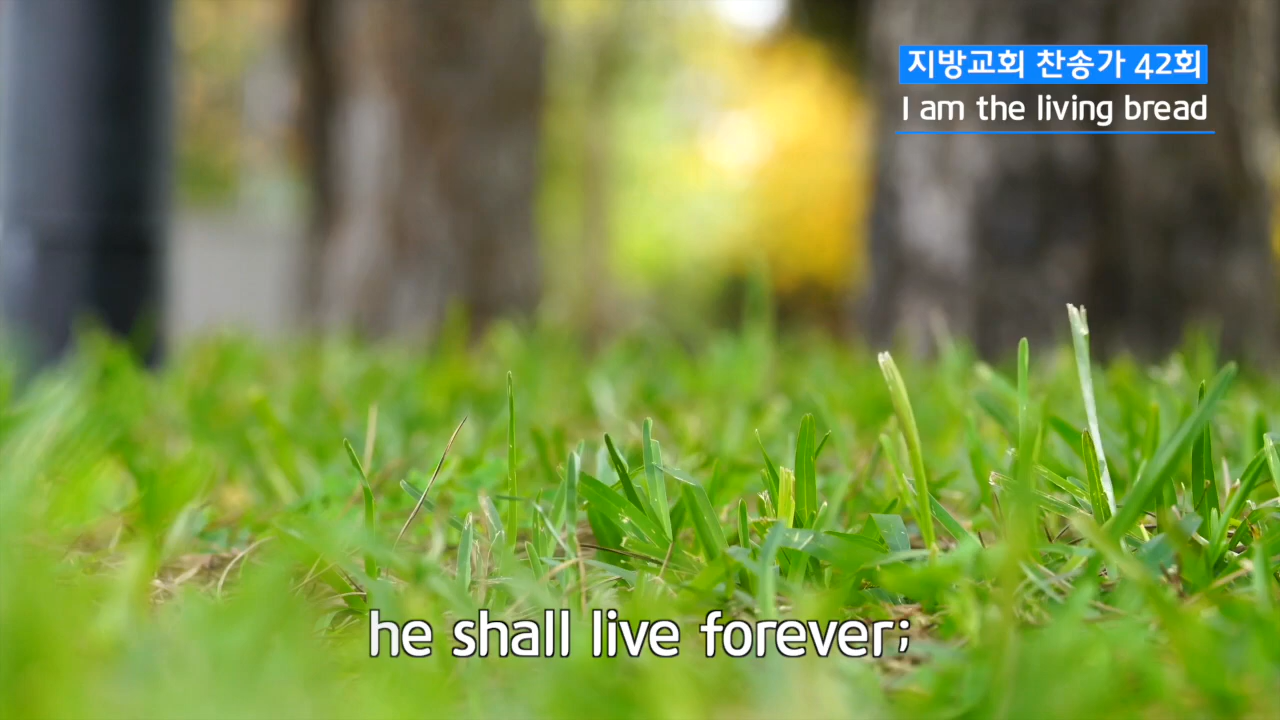 지방교회 찬송가 42회
I am the living bread
he shall live forever;